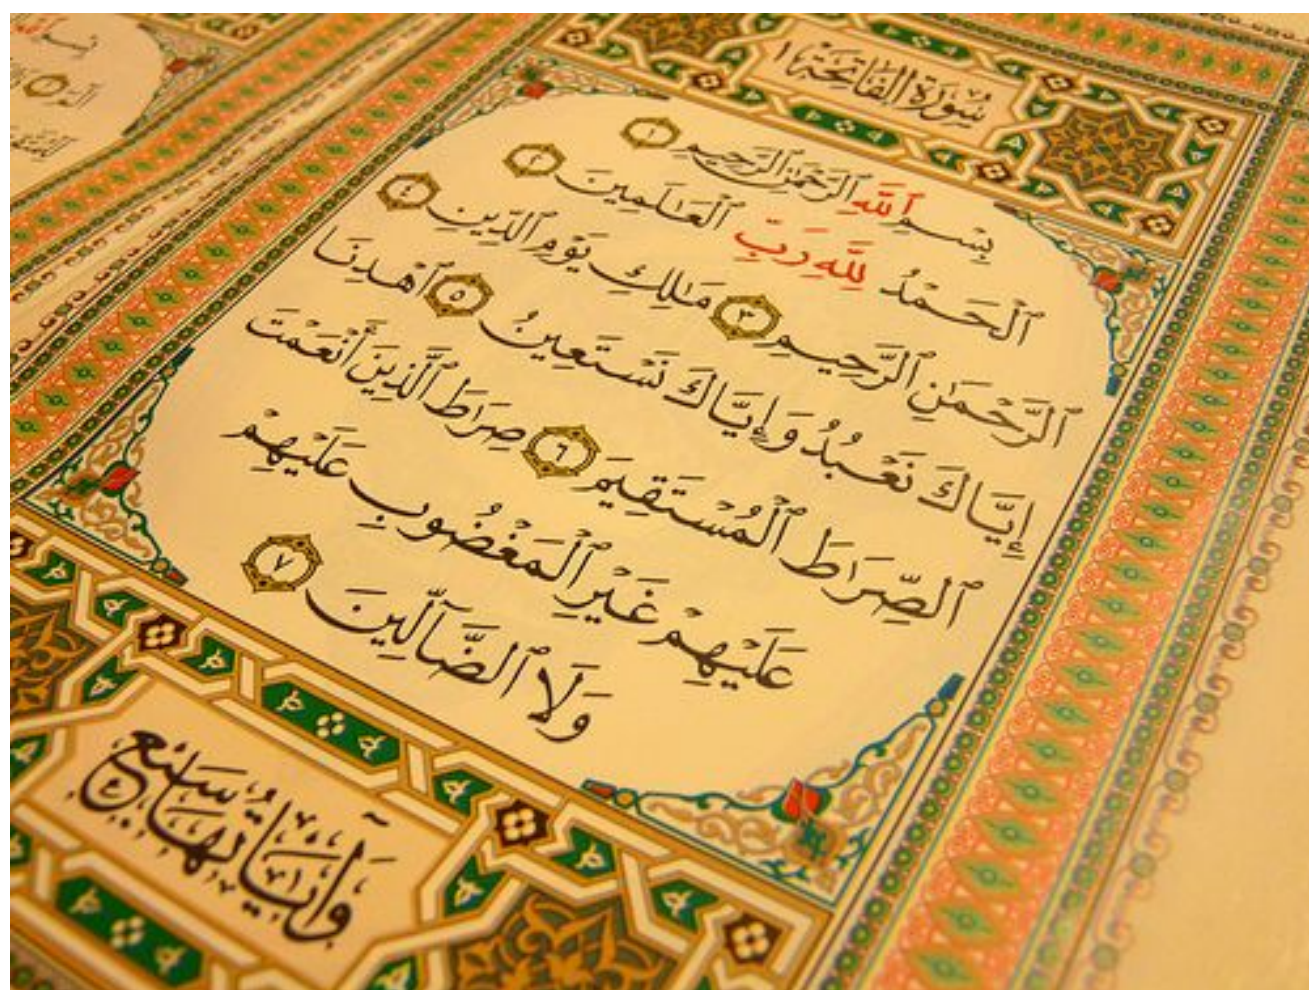 سُورَةُ الفَاتِحَة ١
بِسْمِ ٱللَّهِ ٱلرَّحْمَٰنِ ٱلرَّحِيمِ ١
ٱلْحَمْدُ لِلَّهِ رَبِّ ٱلْعَٰلَمِينَ ٢
ٱلرَّحْمَٰنِ ٱلرَّحِيمِ ٣ مَٰلِكِ يَوْمِ ٱلدِّينِ ٤
إِيَّاكَ نَعْبُدُ وَإِيَّاكَ نَسْتَعِينُ ٥ ٱهْدِنَا
ٱلصِّرَٰطَ ٱلْمُسْتَقِيمَ ٦ صِرَٰطَ ٱلَّذِينَ أَنْعَمْتَ
عَلَيْهِمْ غَيْرِ ٱلْمَغْضُوبِ عَلَيْهِمْ
وَلَا ٱلضَّآلِّينَ ٧
وَآيَاتُهَا سَبْعٌ